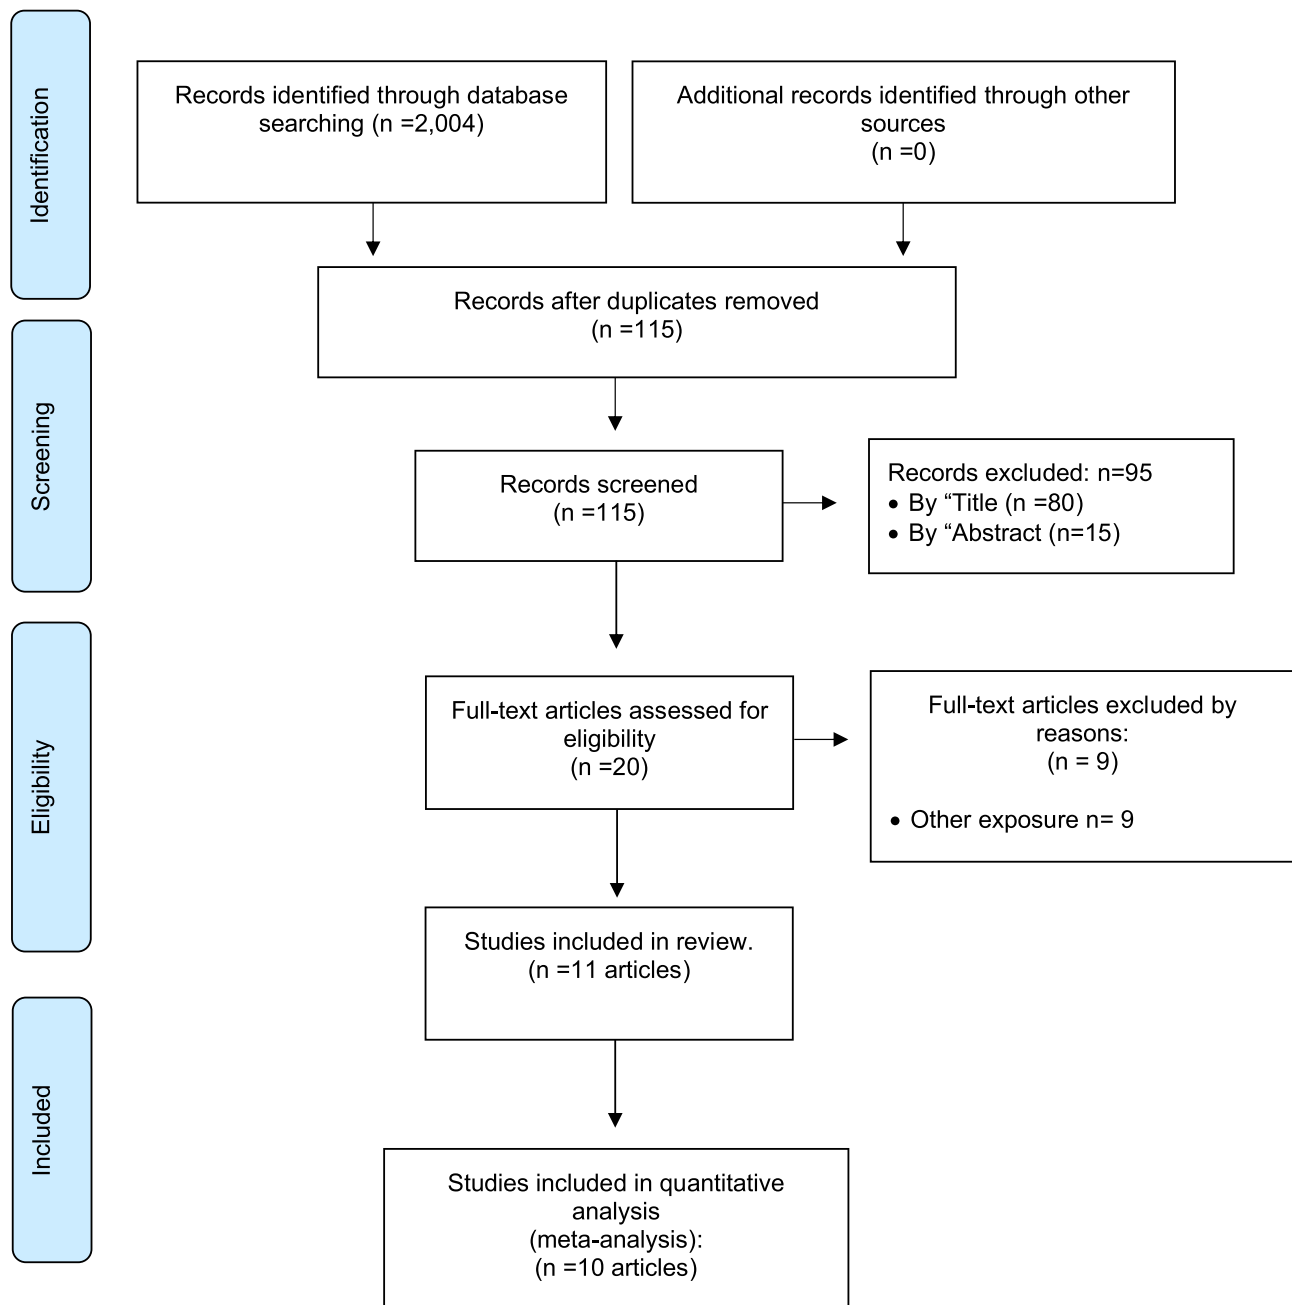 Identification
Records identified through database
searching (n =2,004)
Additional records identified through other
sources
(n =0)
Records after duplicates removed
(n =115)
Screening
Records screened
(n =115)
Records excluded: n=95
• By “Title (n =80)
• By “Abstract (n=15)
Eligibility
Full-text articles assessed for
eligibility
(n =20)
Full-text articles excluded by
reasons:
(n = 9)
• Other exposure n= 9
Studies included in review.
(n =11 articles)
Included
Studies included in quantitative
analysis
(meta-analysis):
(n =10 articles)